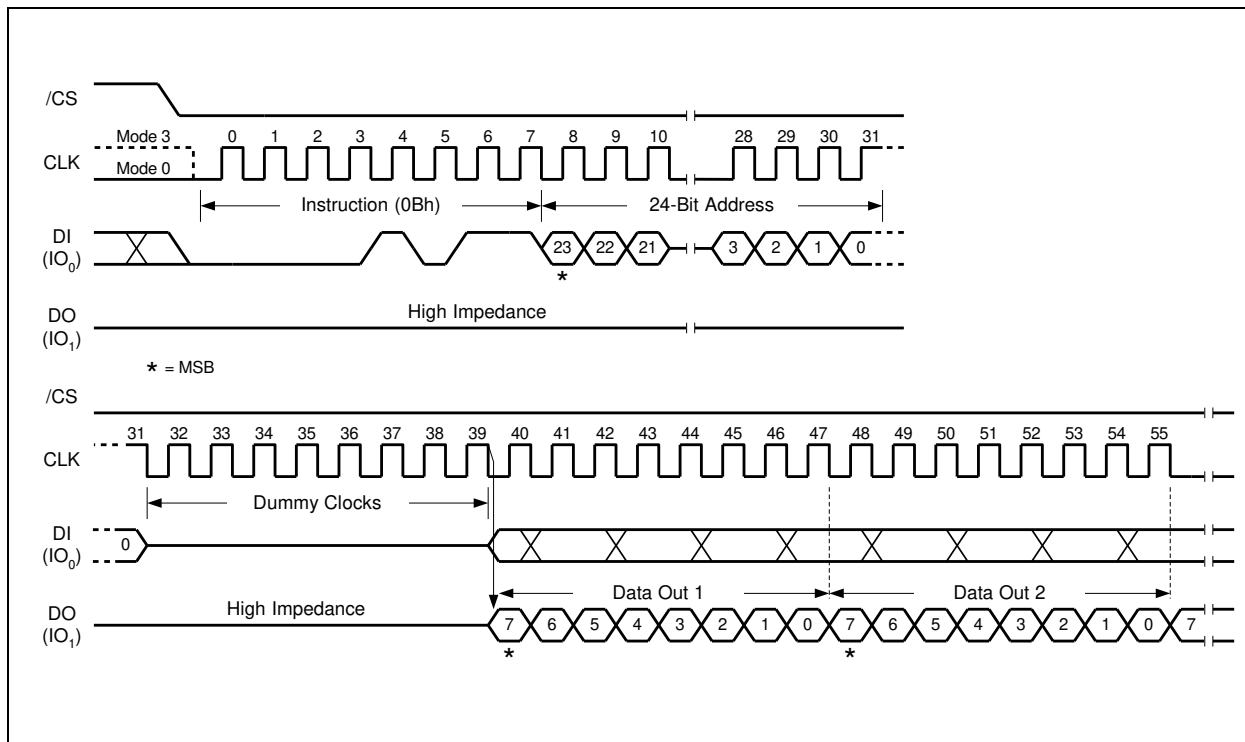 /CS
Mode 3 0 1 2 3 4 5 6 7 8 9 10 28 29 30 31
CLK
Mode 0
Instruction (0Bh) 24-Bit Address
DI
(IO0)
23 22 21 3 2 1 0
*
High Impedance
DO
(IO1)
* = MSB
/CS
31 32 33 34 35 36 37 38 39 40 41 42 43 44 45 46 47 48 49 50 51 52 53 54 55
CLK
Dummy Clocks
DI
(IO0)
0
Data Out 1 Data Out 2
High Impedance
DO
(IO1)
7 6 5 4 3 2 1 0 7 6 5 4 3 2 1 0 7
* *